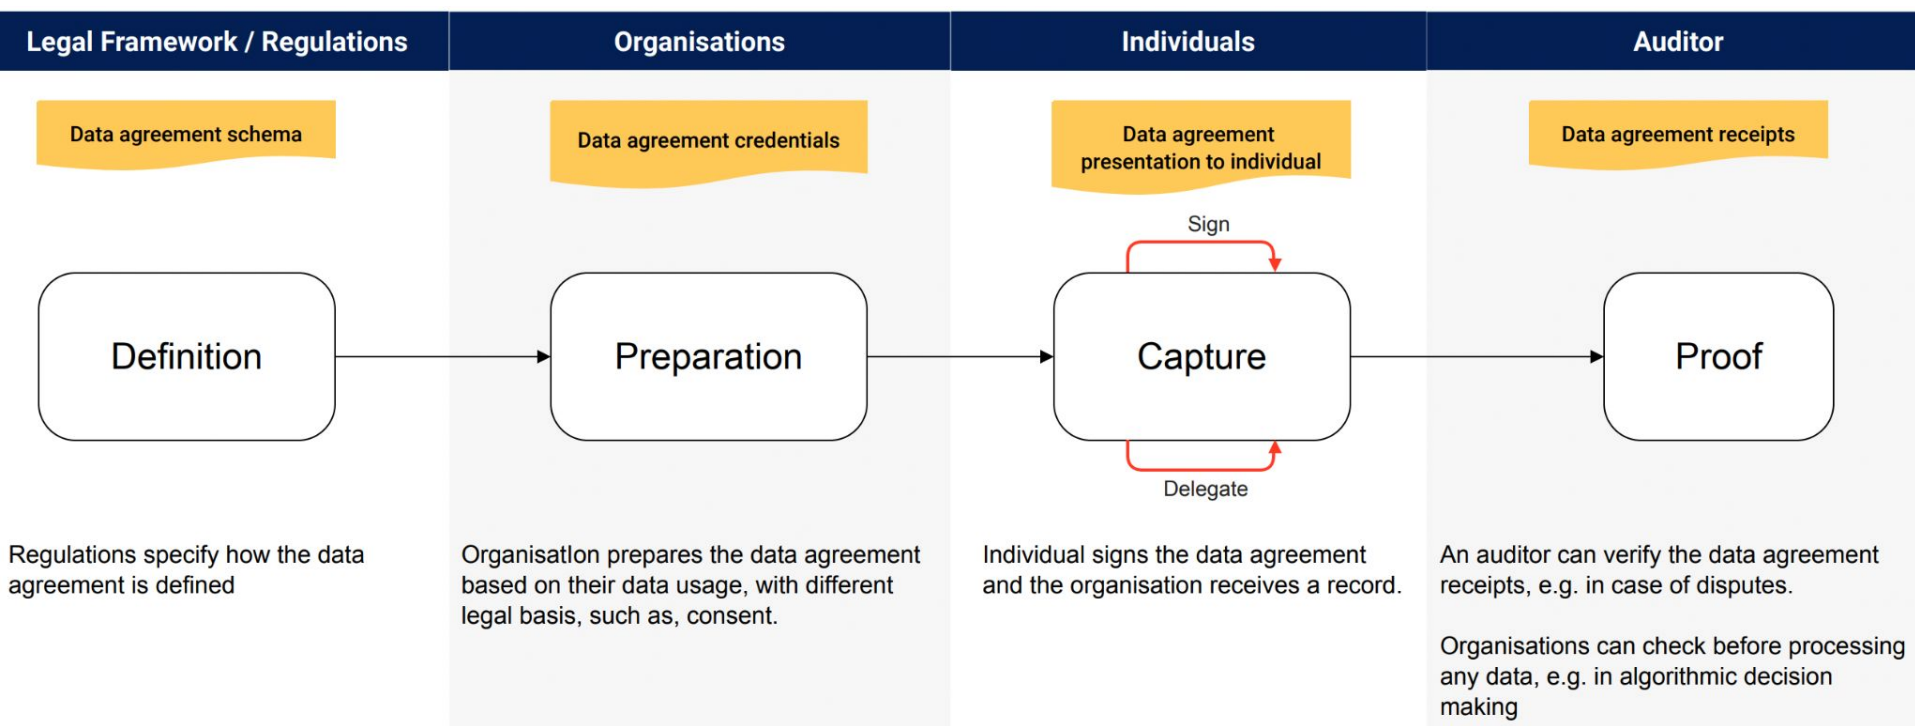 Legal Framework / Regulations
Organisations
Individuals
Auditor
Data agreement schema
Data agreement credentials
Data agreement
presentation to individual
Data agreement receipts
Sign
Definition
Preparation
Capture
Proof
Delegate
Regulations specify how the data
agreement is defined
OrganisatIon prepares the data agreement
based on their data usage, with different
legal basis, such as, consent.
Individual signs the data agreement
and the organisation receives a record.
An auditor can verify the data agreement
receipts, e.g. in case of disputes.
Organisations can check before processing
any data, e.g. in algorithmic decision
making